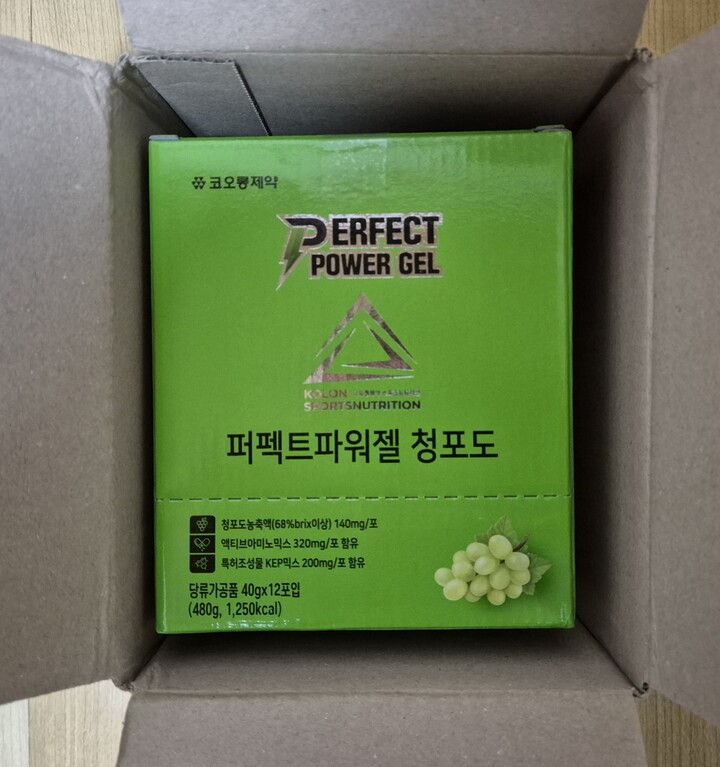 코오롱제약
PERFECT
POWER GEL
KOLON
SPORTSNUTRITION
퍼펙트파워젤 청포도
청포도농축액(68%brix이상) 140mg/포
액티브아미노믹스 320mg/포 함유
특허조성물 KEP믹스 200mg/포 함유
당류가공품 40gx12포입
(480g, 1,250kcal)